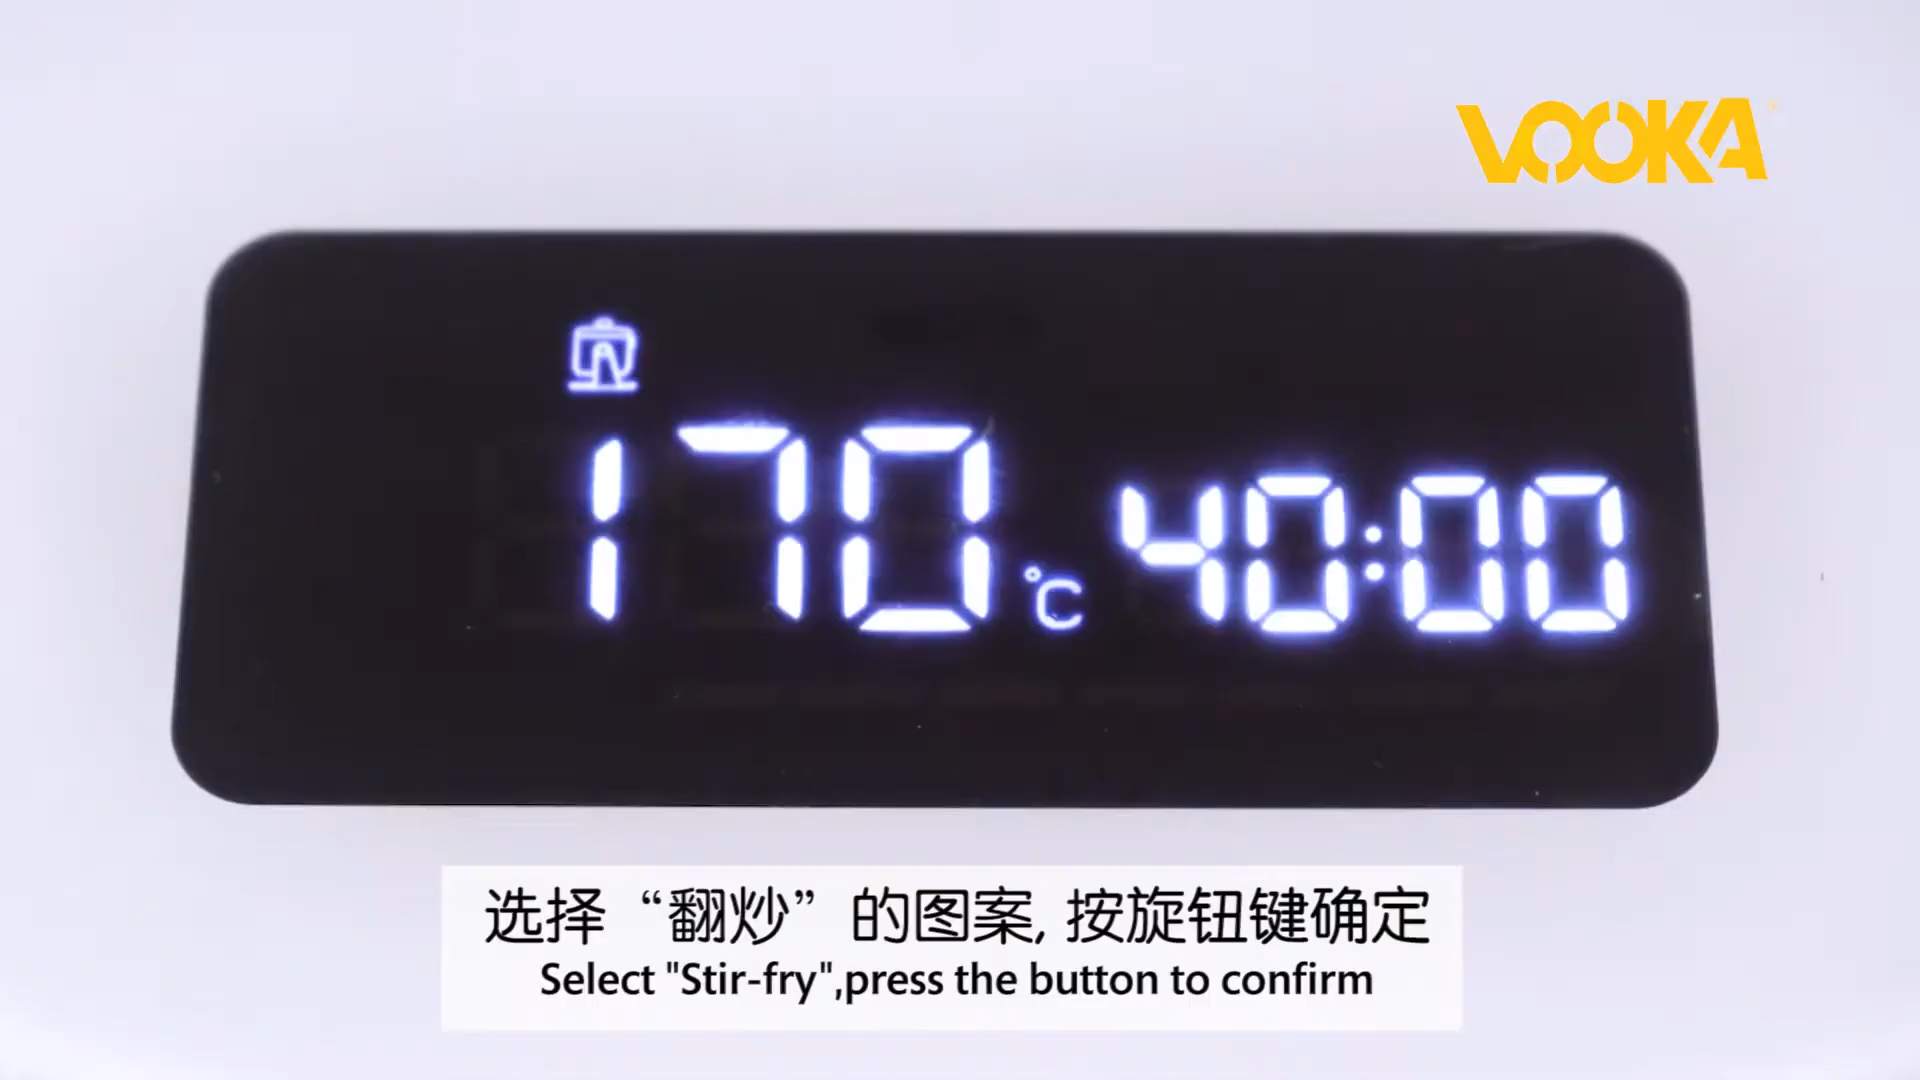 VOOKA
170 °C 40:00
选择“翻炒”的图案, 按旋钮键确定
Select "Stir-fry",press the button to confirm